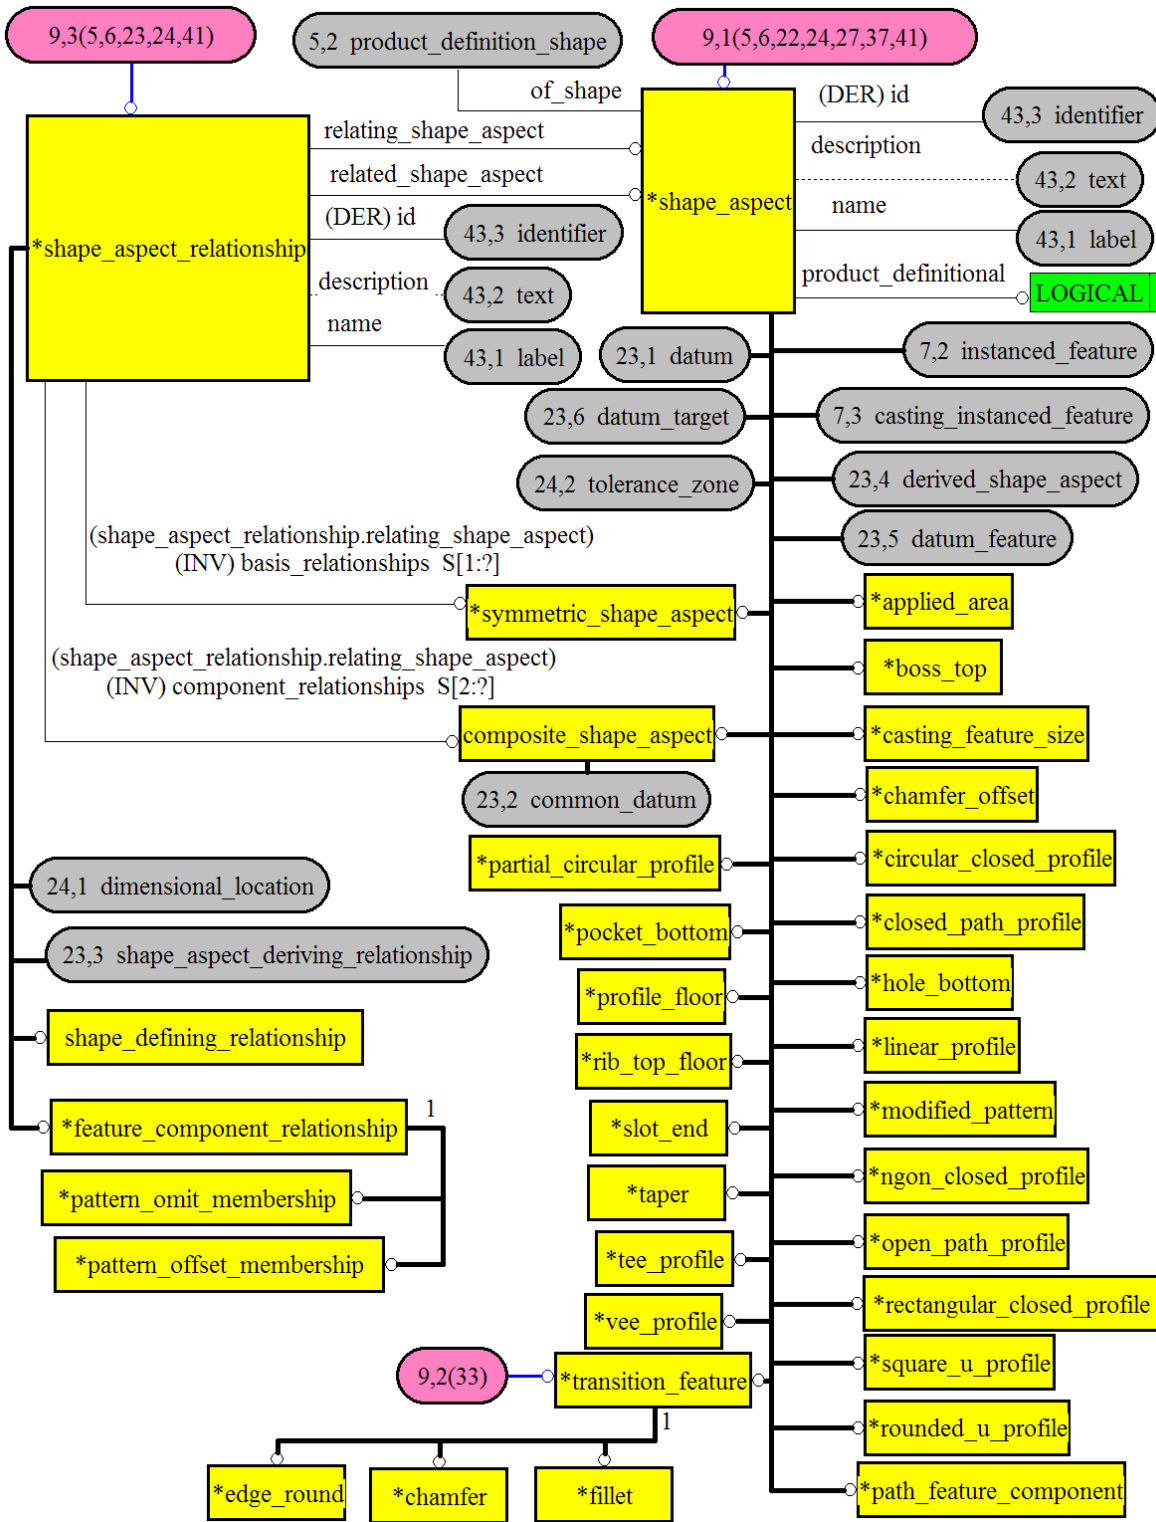 9,3(5,6,23,24,41)
5,2 product_definition_shape
9,1(5,6,22,24,27,37,41)
of_shape
(DER) id
43,3 identifier
relating_shape_aspect
description
related_shape_aspect
43,2 text
*shape_aspect
name
(DER) id
43,3 identifier
43,1 label
*shape_aspect_relationship
product_definitional
description
43,2 text
LOGICAL
name
43,1 label
23,1 datum
7,2 instanced_feature
23,6 datum_target
7,3 casting_instanced_feature
24,2 tolerance_zone
23,4 derived_shape_aspect
(shape_aspect_relationship.relating_shape_aspect)
(INV) basis_relationships S[1:?]
23,5 datum_feature
*symmetric_shape_aspect
*applied_area
(shape_aspect_relationship.relating_shape_aspect)
(INV) component_relationships S[2:?]
*boss_top
composite_shape_aspect
*casting_feature_size
23,2 common_datum
*chamfer_offset
*partial_circular_profile
*circular_closed_profile
24,1 dimensional_location
*pocket_bottom
*closed_path_profile
23,3 shape_aspect_deriving_relationship
*profile_floor
*hole_bottom
shape_defining_relationship
*rib_top_floor
*linear_profile
*feature_component_relationship
1
*slot_end
*modified_pattern
*pattern_omit_membership
*taper
*ngon_closed_profile
*pattern_offset_membership
*tee_profile
*open_path_profile
*vee_profile
*rectangular_closed_profile
9,2(33)
*transition_feature
*square_u_profile
1
*rounded_u_profile
*edge_round
*chamfer
*fillet
*path_feature_component